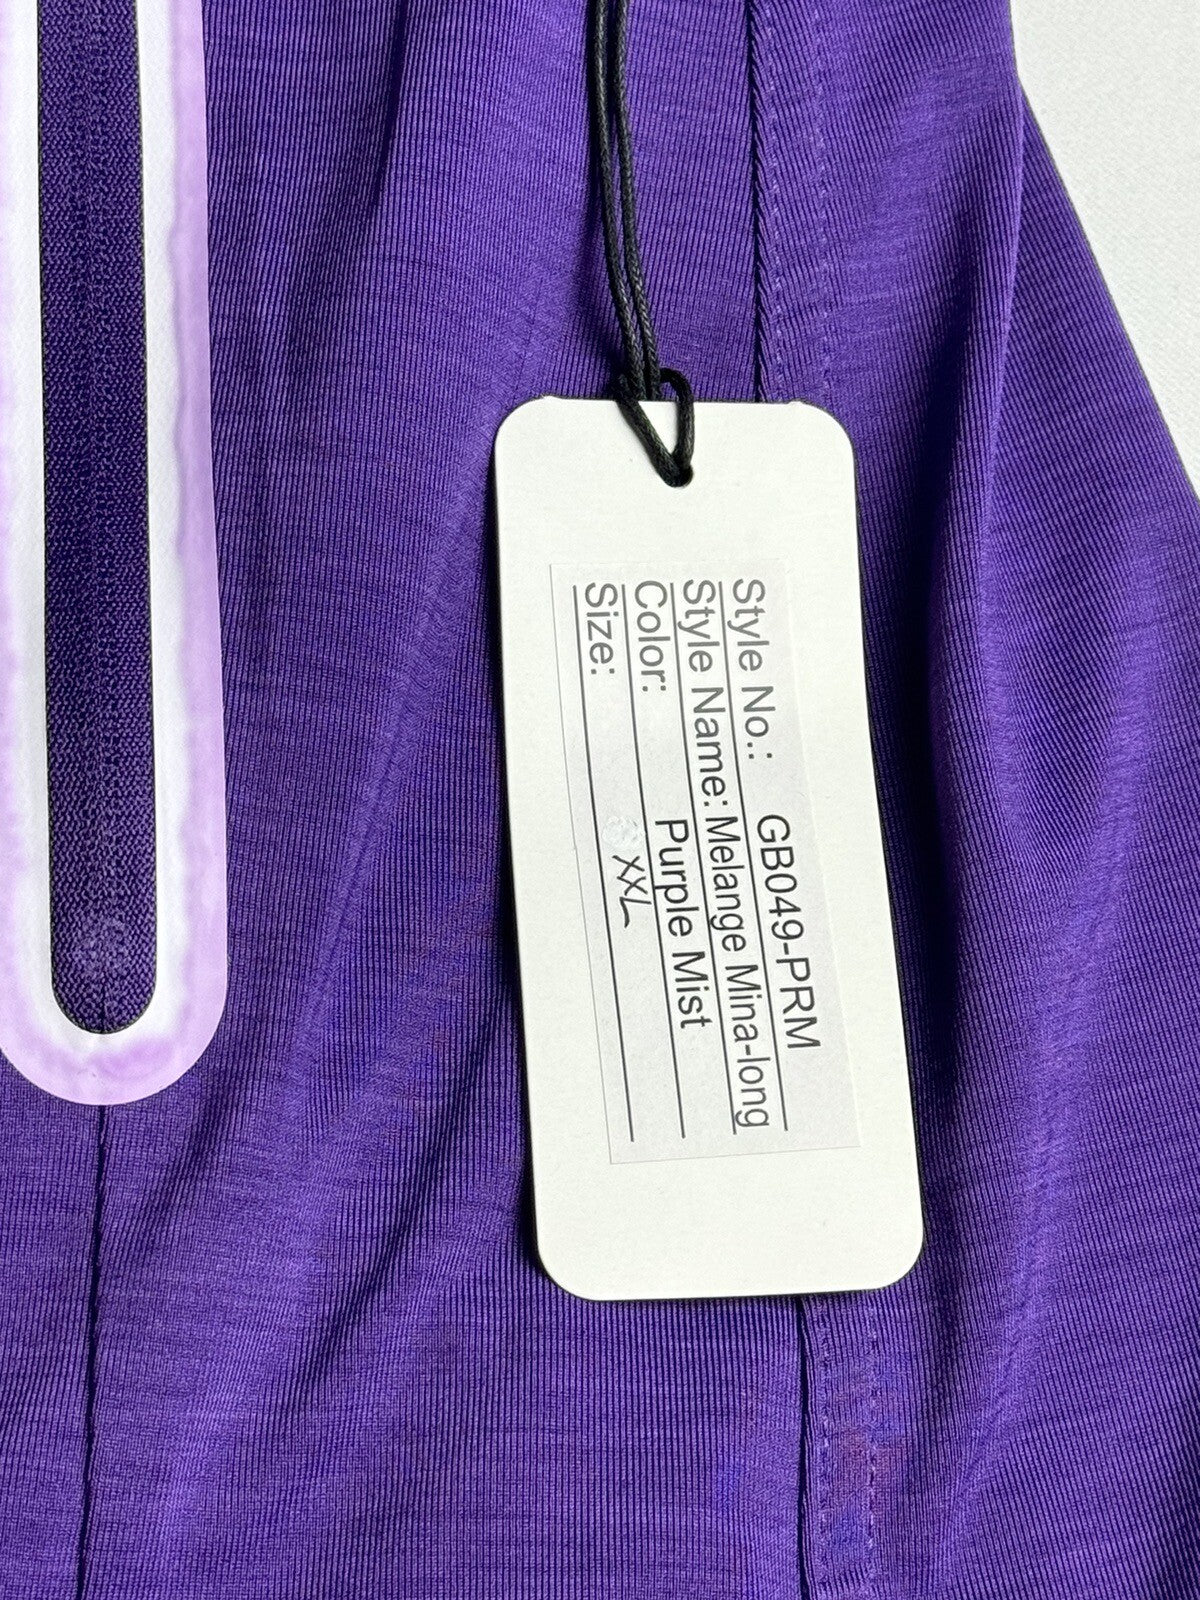 Style No.: GB049-PRM
Style Name: Melange Mina-long
Color: Purple Mist
Size: XXL